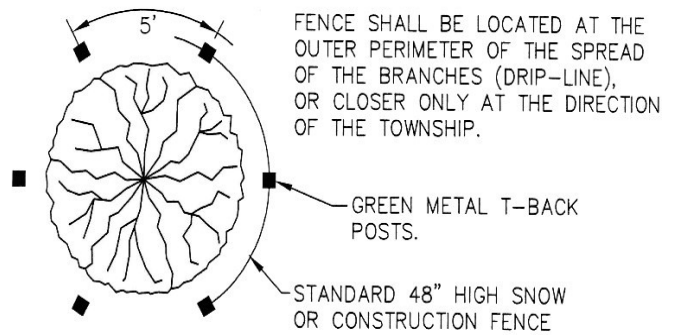 5'
FENCE SHALL BE LOCATED AT THE
OUTER PERIMETER OF THE SPREAD
OF THE BRANCHES (DRIP-LINE),
OR CLOSER ONLY AT THE DIRECTION
OF THE TOWNSHIP.
GREEN METAL T-BACK
POSTS.
STANDARD 48" HIGH SNOW
OR CONSTRUCTION FENCE